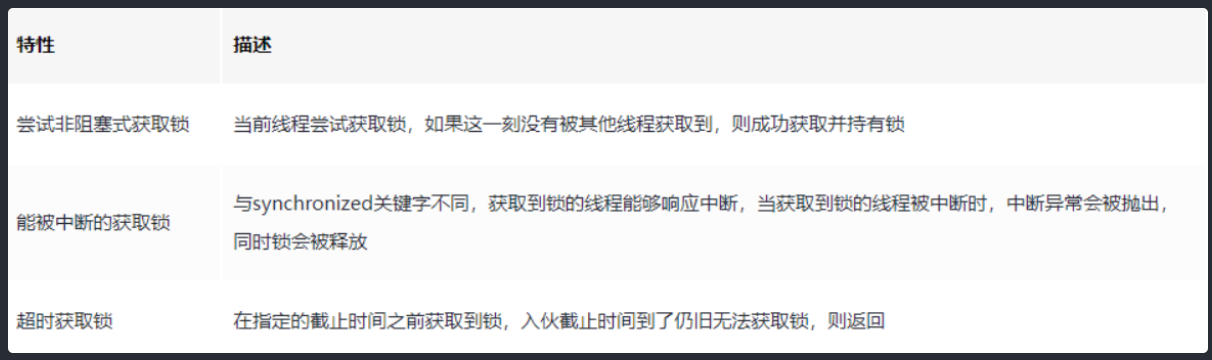 特性
描述
尝试非阻塞式获取锁
当前线程尝试获取锁，如果这一刻没有被其他线程获取到，则成功获取并持有锁
能被中断的获取锁
与synchronized关键字不同，获取到锁的线程能够响应中断，当获取到锁的线程被中断时，中断异常会被抛出，
同时锁会被释放
超时获取锁
在指定的截止时间之前获取到锁，入伙截止时间到了仍旧无法获取锁，则返回